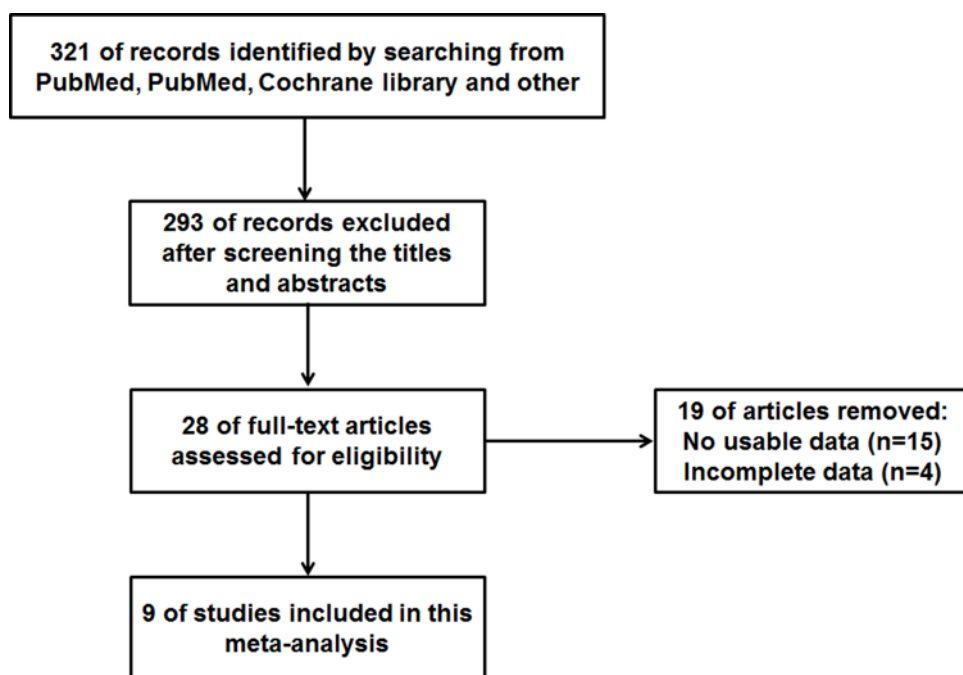 321 of records identified by searching from
PubMed, PubMed, Cochrane library and other
293 of records excluded
after screening the titles
and abstracts
28 of full-text articles
assessed for eligibility
19 of articles removed:
No usable data (n=15)
Incomplete data (n=4)
9 of studies included in this
meta-analysis